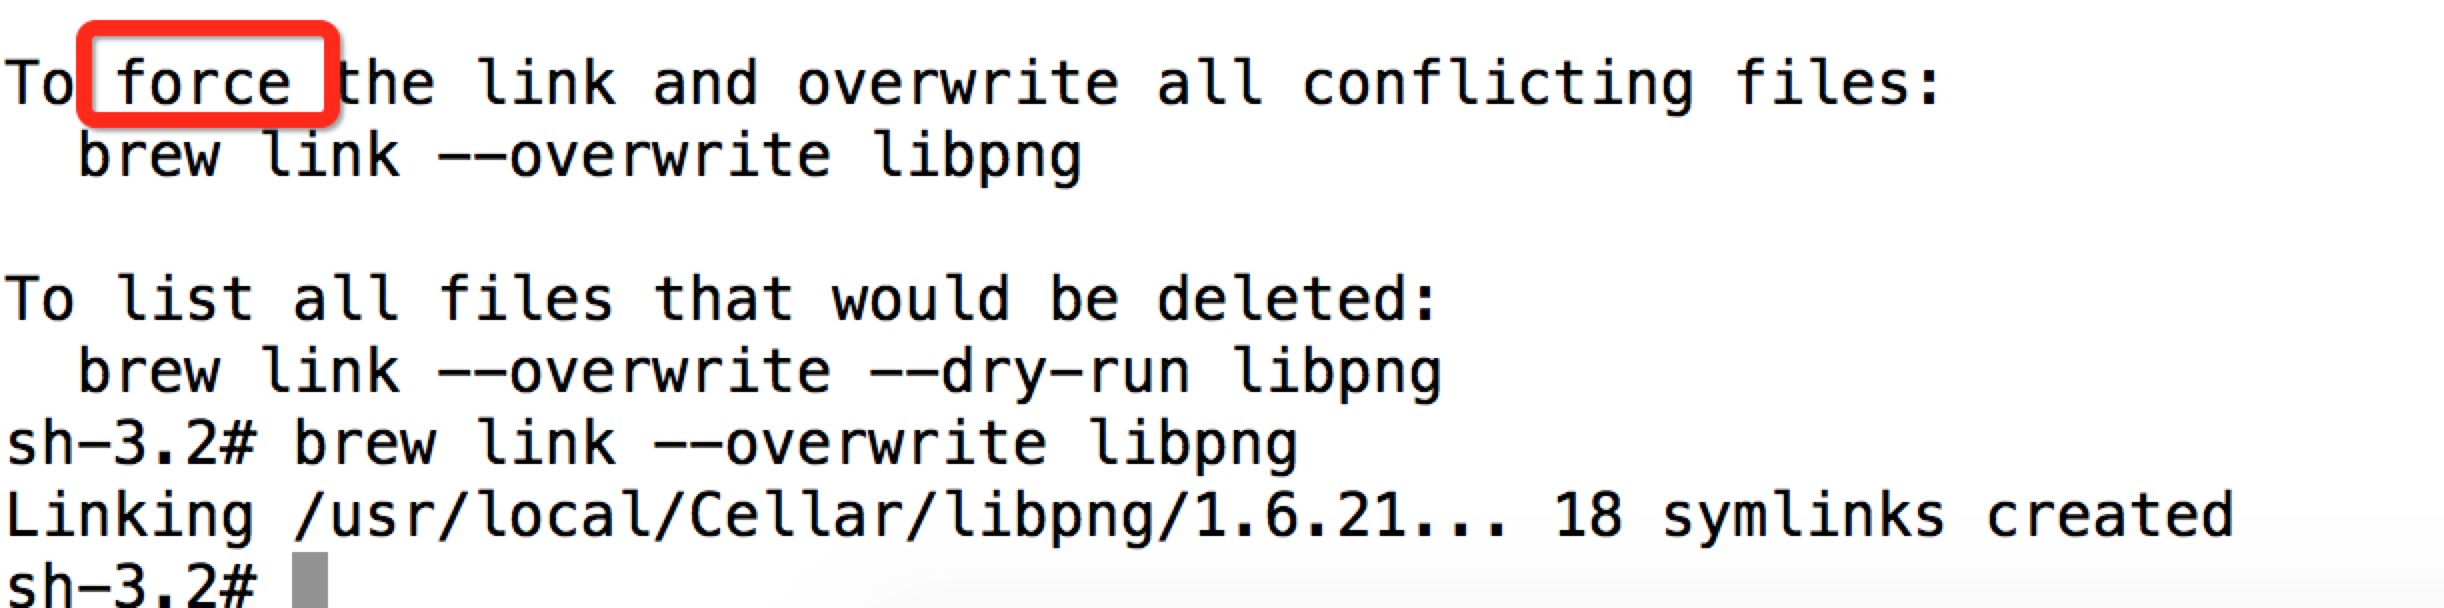 To force the link and overwrite all conflicting files:
  brew link --overwrite libpng
To list all files that would be deleted:
  brew link --overwrite --dry-run libpng
sh-3.2# brew link --overwrite libpng
Linking /usr/local/Cellar/libpng/1.6.21... 18 symlinks created
sh-3.2#